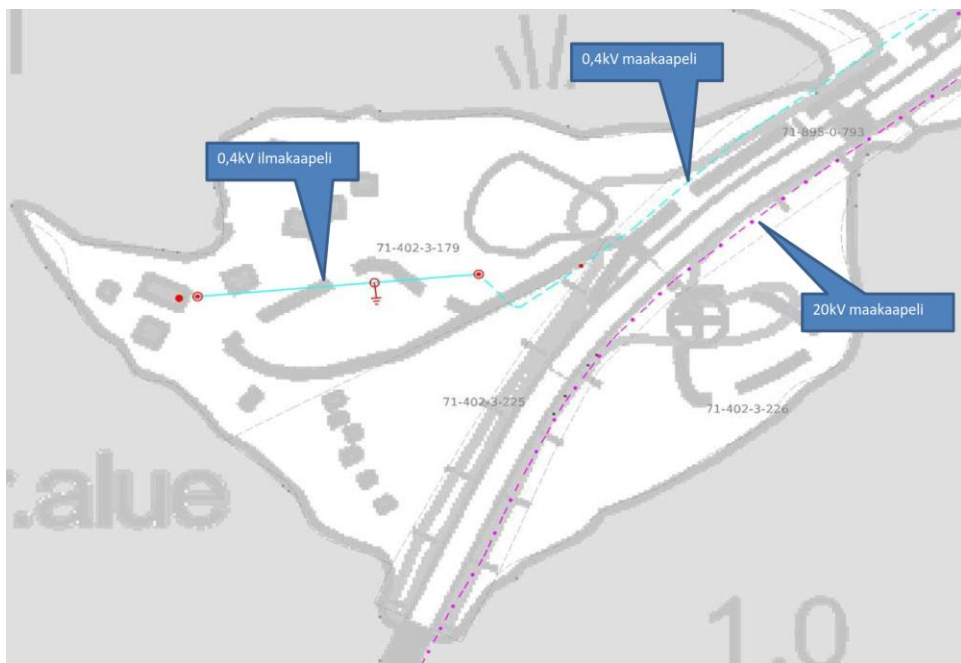 0,4kV maakaapeli
71-895-0-793
0,4kV ilmakaapeli
71-402-3-179
20kV maakaapeli
71-402-3-225
71-402-3-226
.alue
1.0